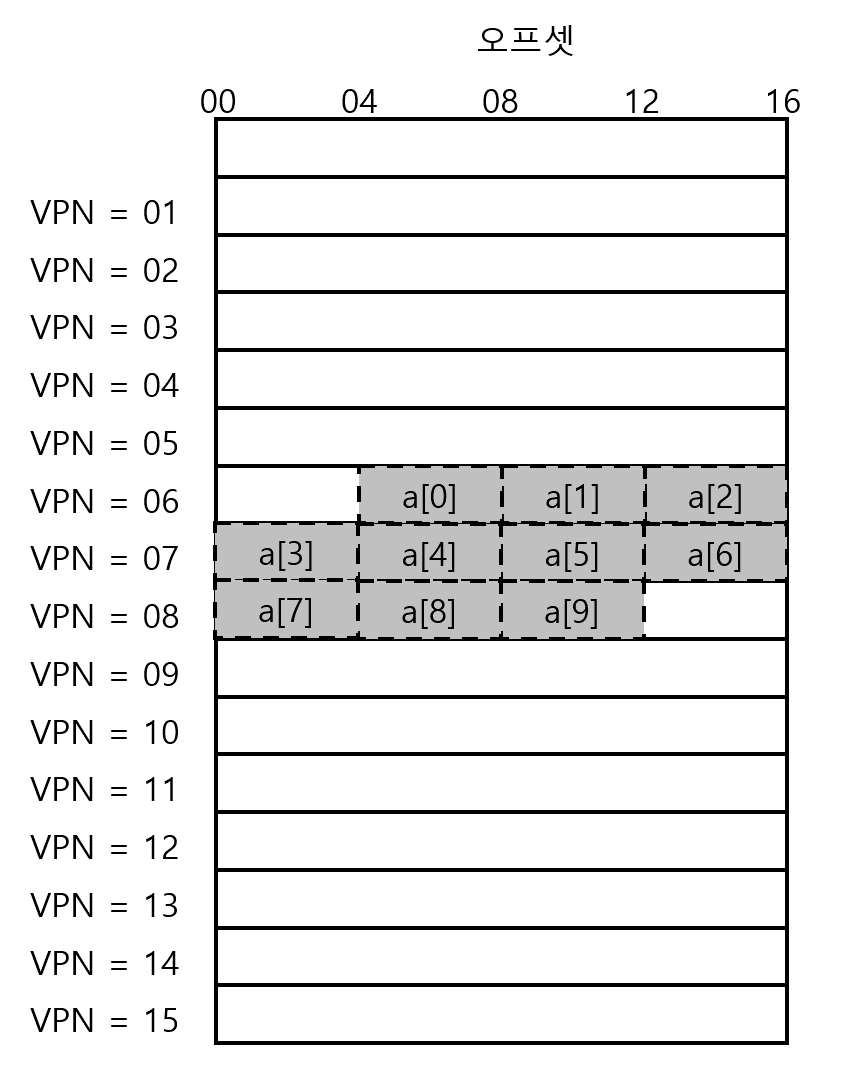 오프셋
00 04 08 12 16
VPN = 01
VPN = 02
VPN = 03
VPN = 04
VPN = 05
VPN = 06 a[0] a[1] a[2]
VPN = 07 a[3] a[4] a[5] a[6]
VPN = 08 a[7] a[8] a[9]
VPN = 09
VPN = 10
VPN = 11
VPN = 12
VPN = 13
VPN = 14
VPN = 15